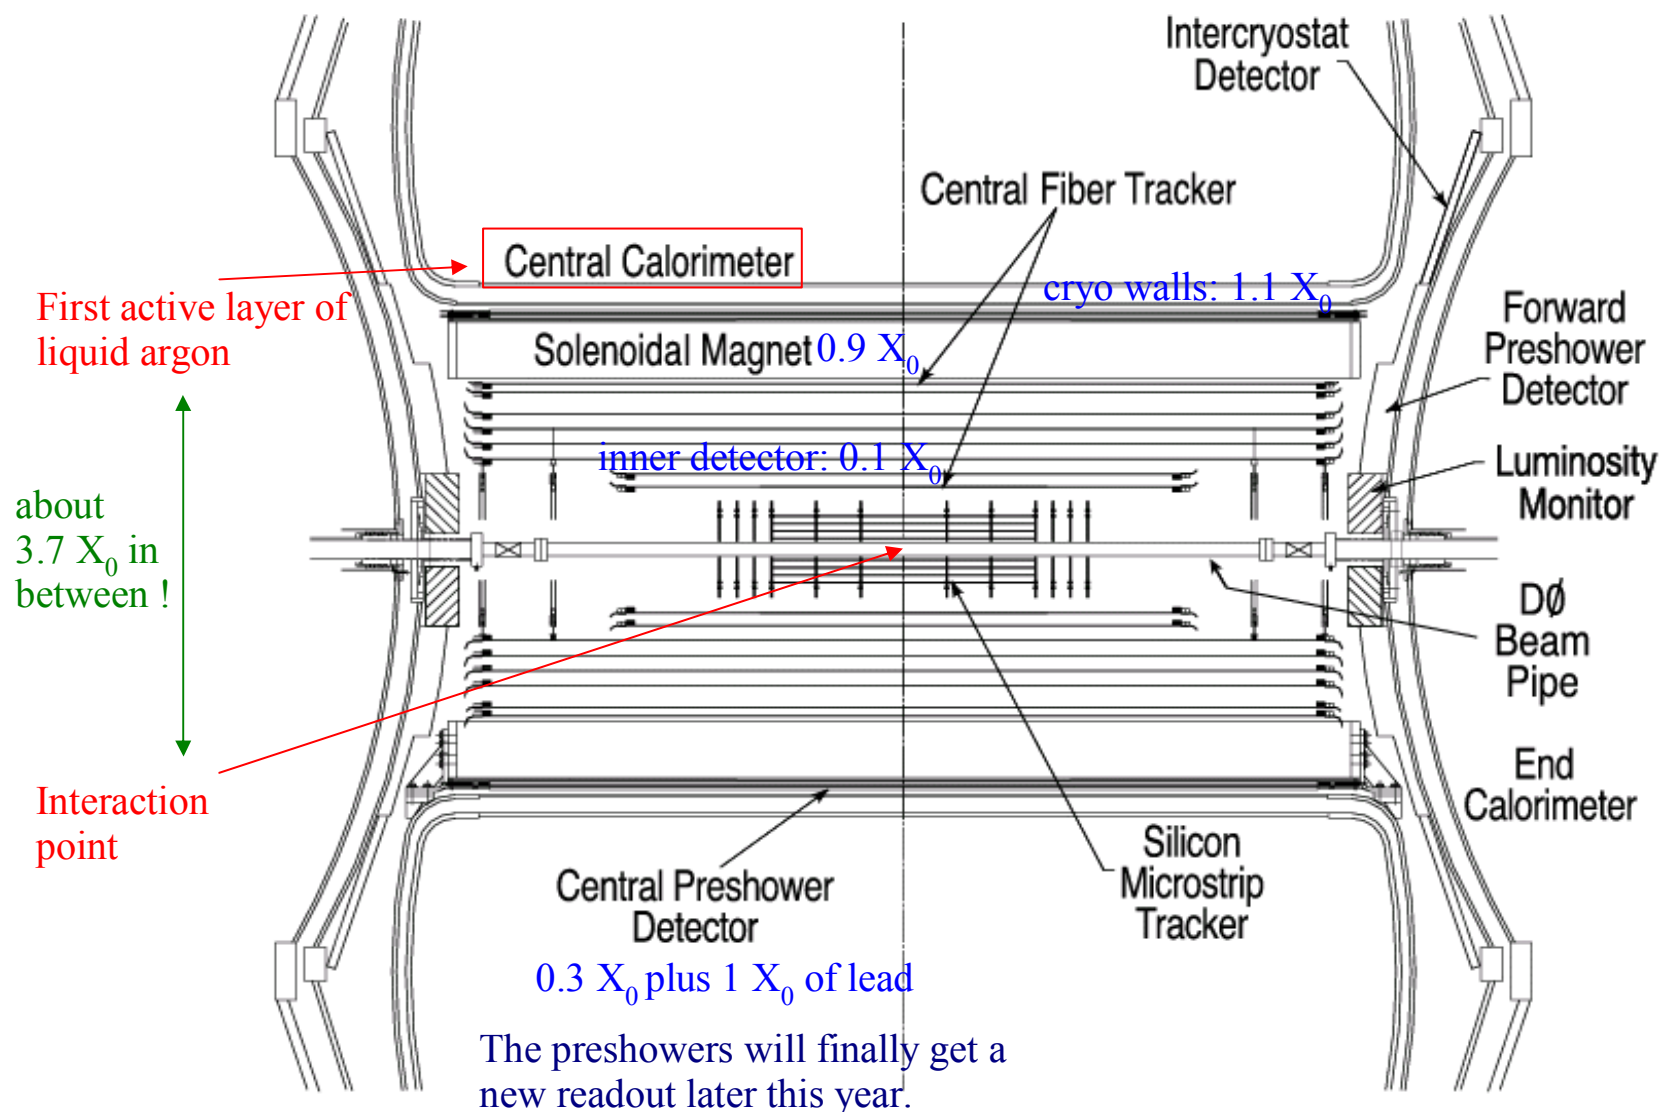 Intercryostat
Detector
Central Fiber Tracker
Central Calorimeter
cryo walls: 1.1 X₀
First active layer of
liquid argon
Solenoidal Magnet 0.9 X₀
Forward
Preshower
Detector
inner detector: 0.1 X₀
Luminosity
Monitor
about
3.7 X₀ in
between !
DØ
Beam
Pipe
Interaction
point
End
Calorimeter
Silicon
Microstrip
Tracker
Central Preshower
Detector
0.3 X₀ plus 1 X₀ of lead
The preshowers will finally get a
new readout later this year.